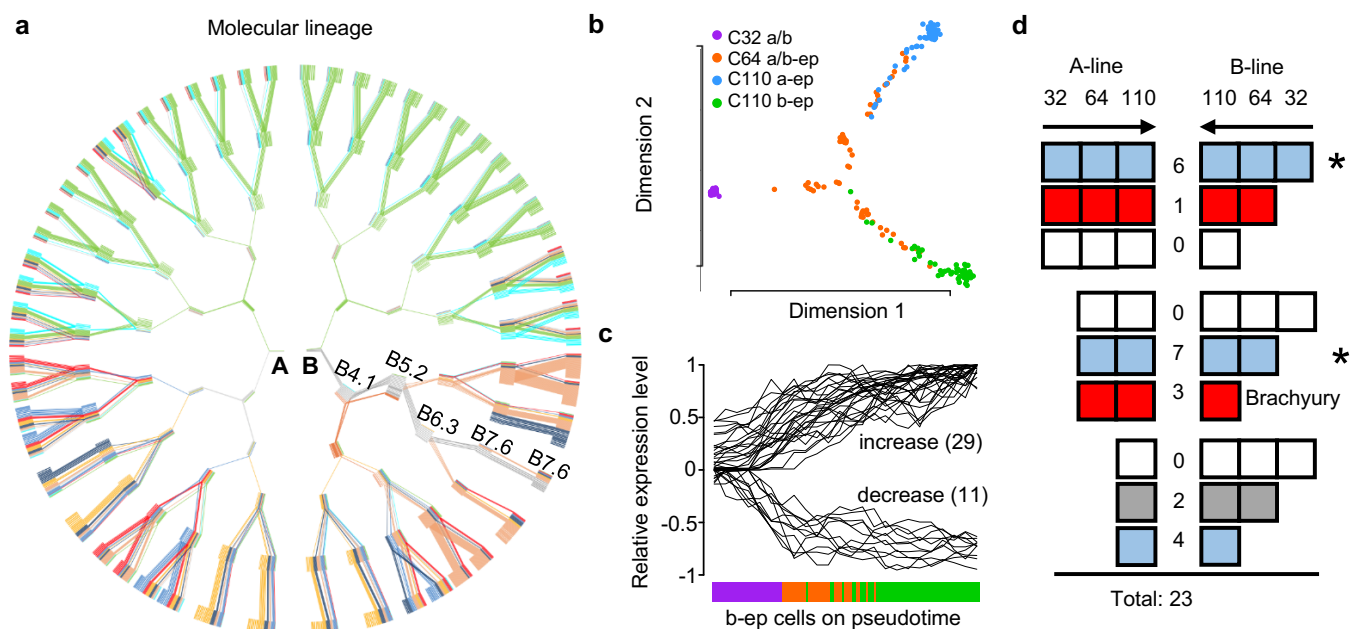 a
Molecular lineage
A B
B4.1
B5.2
B6.3
B7.6
B7.6
b
C32 a/b
C64 a/b-ep
C110 a-ep
C110 b-ep
Dimension 2
Dimension 1
c
Relative expression level
1
0.5
0
-0.5
-1
increase (29)
decrease (11)
b-ep cells on pseudotime
d
A-line B-line
32 64 110 110 64 32
6 *
1
0
0
7 *
3 Brachyury
0
2
4
Total: 23